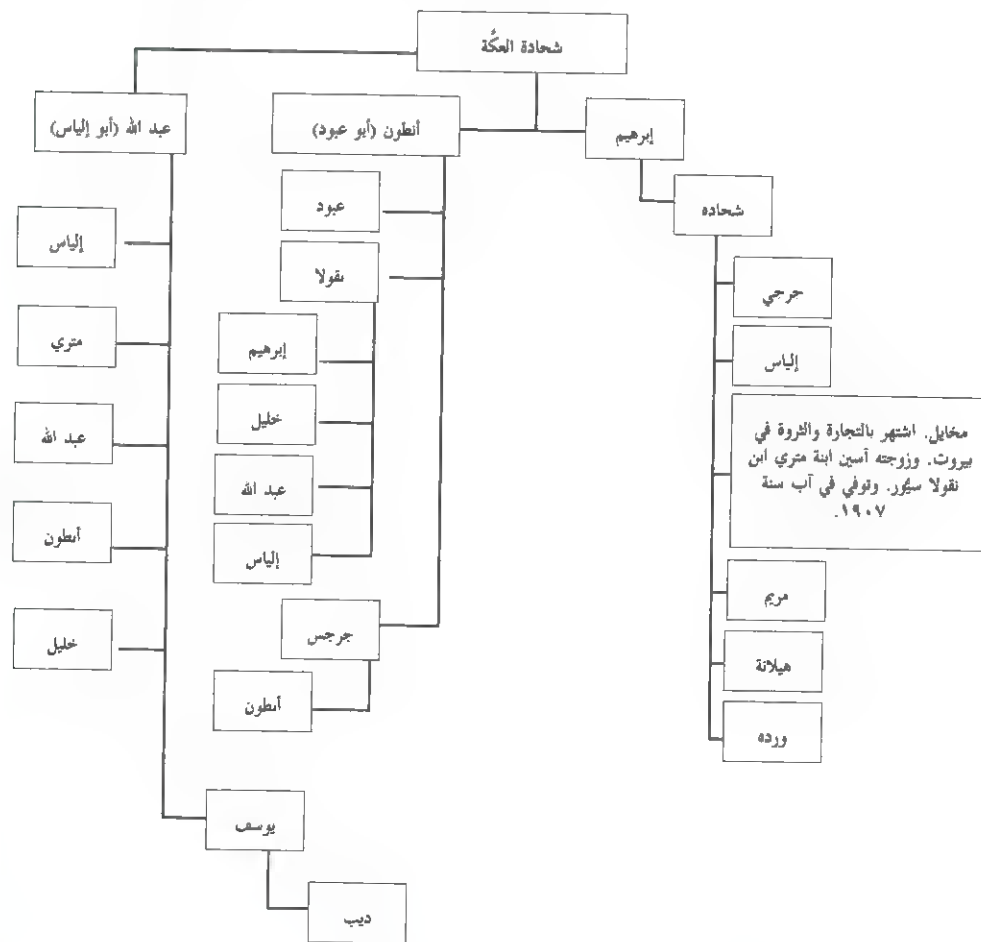 شحادة العكَّة
إبرهيم
شحاده
جرجي
إلياس
مخايل. اشتهر بالتجارة والثروة في
بيروت. وزوجته آسين ابنة متري ابن
نقولا سيُّور. وتوفي في آب سنة
١٩٠٧.
مريم
هيلانة
ورده
أنطون (أبو عبود)
عبود
نقولا
إبرهيم
خليل
عبد الله
إلياس
جرجس
أنطون
عبد الله (أبو إلياس)
إلياس
متري
عبد الله
أنطون
خليل
يوسف
ديب